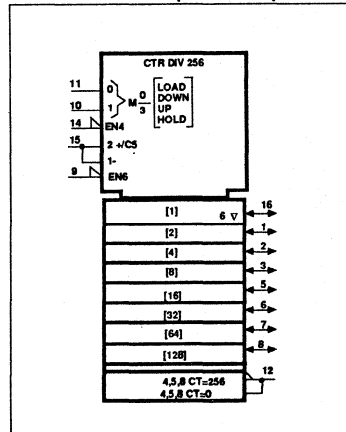 CTR DIV 256
11
0
10
1
M 0/3
LOAD
DOWN
UP
HOLD
14
EN4
15
2 +/C5
1-
9
EN6
[1]
6 ▽
16
[2]
1
[4]
2
[8]
3
[16]
5
[32]
6
[64]
7
[128]
8
12
4,5,8 CT=256
4,5,8 CT=0